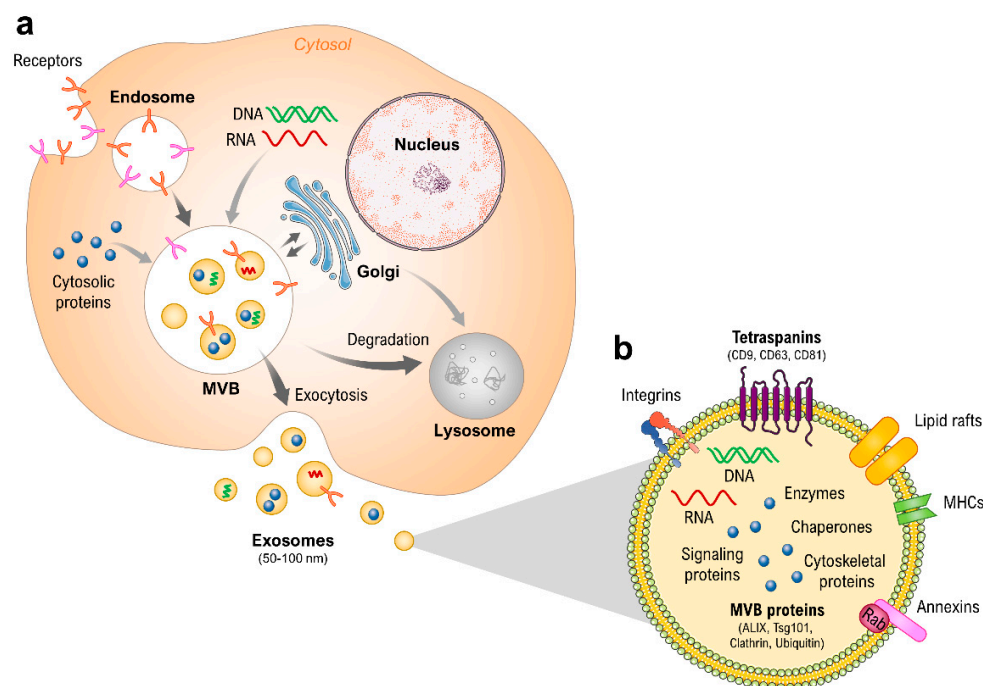 a
Cytosol
Receptors
Endosome
DNA
RNA
Nucleus
Cytosolic
proteins
Golgi
MVB
Degradation
Exocytosis
Lysosome
Exosomes
(50-100 nm)
b
Tetraspanins
(CD9, CD63, CD81)
Integrins
Lipid rafts
DNA
RNA
Enzymes
MHCs
Chaperones
Signaling
proteins
Cytoskeletal
proteins
MVB proteins
(ALIX, Tsg101,
Clathrin, Ubiquitin)
Rab
Annexins